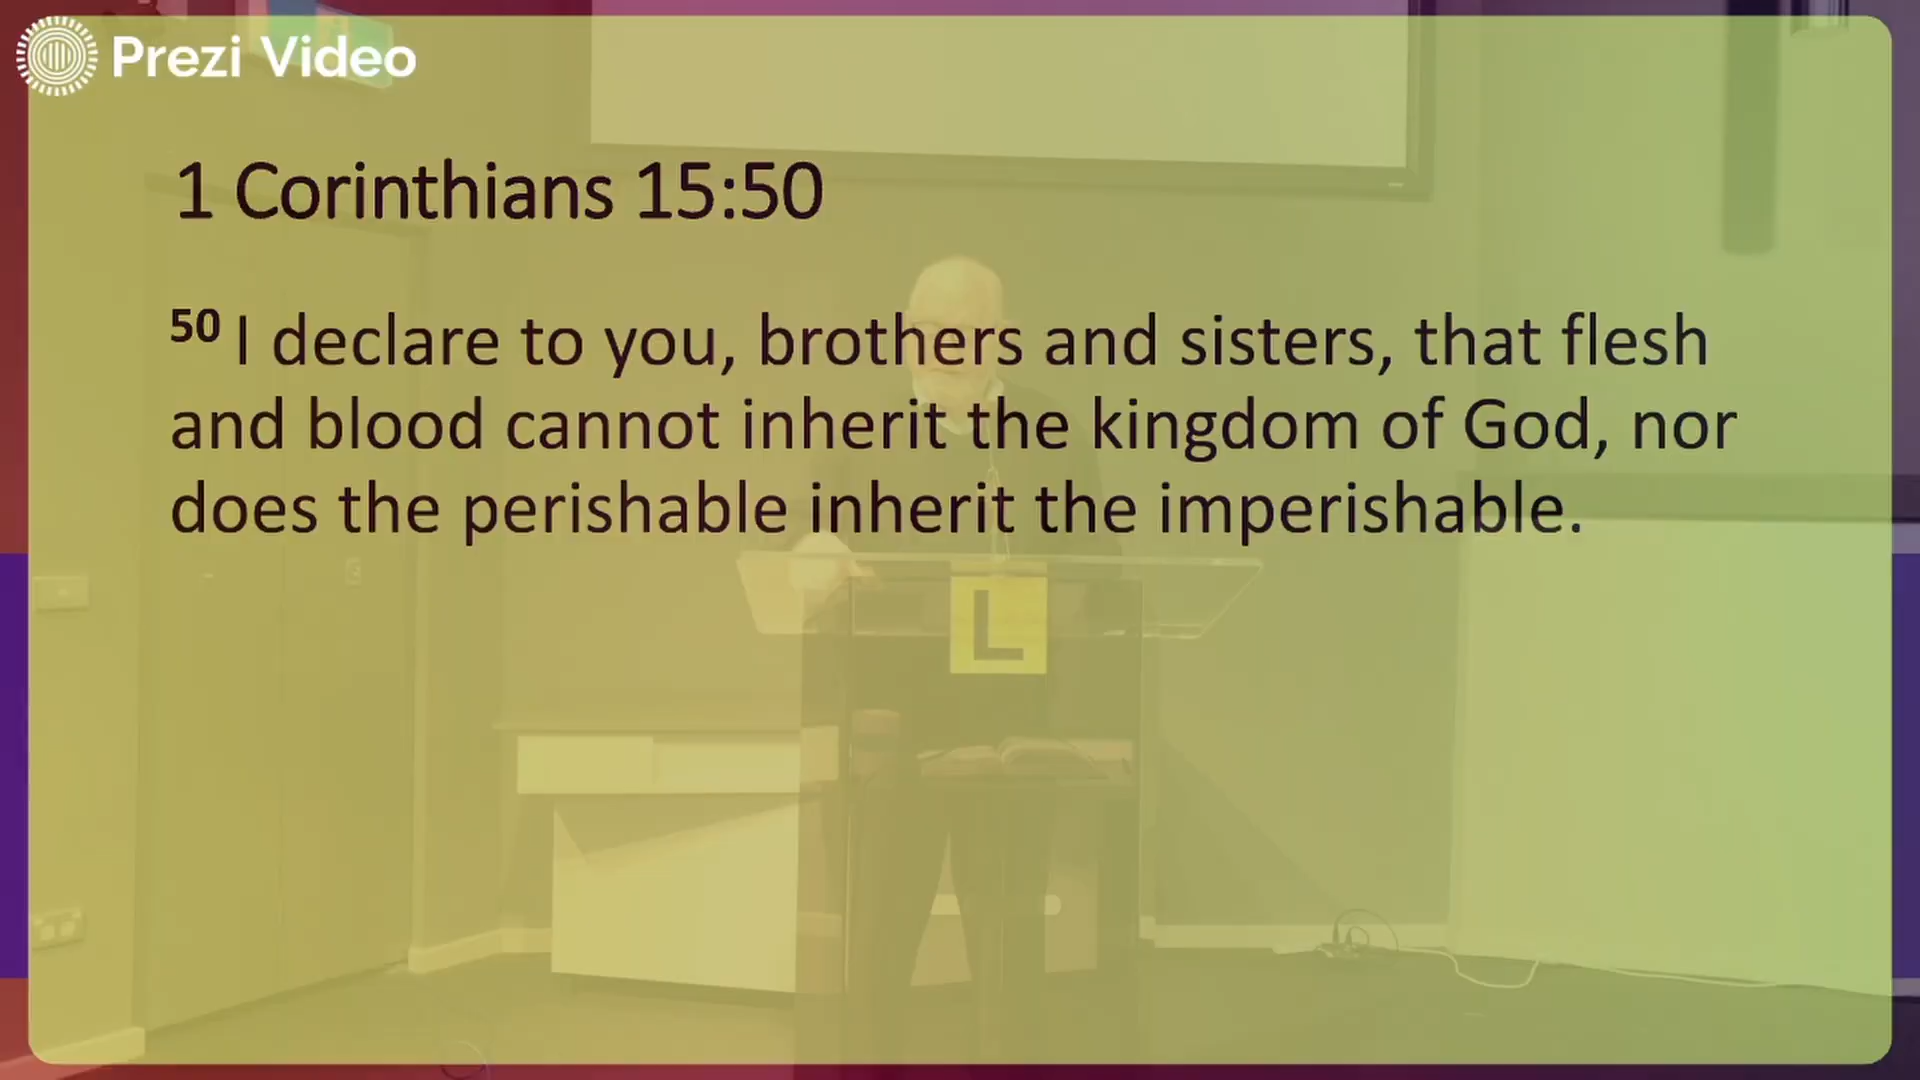 Prezi Video
1 Corinthians 15:50
50 I declare to you, brothers and sisters, that flesh
and blood cannot inherit the kingdom of God, nor
does the perishable inherit the imperishable.
L